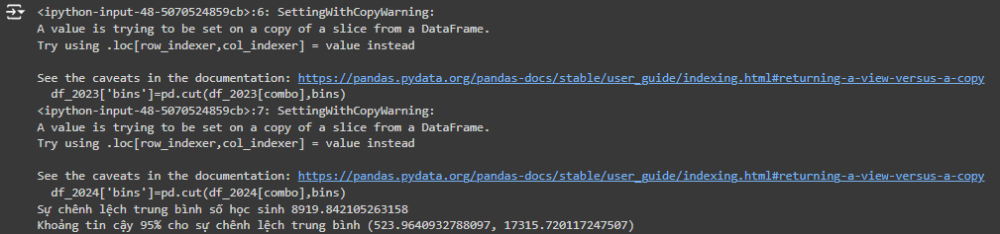 <ipython-input-48-5070524859cb>:6: SettingWithCopyWarning:
A value is trying to be set on a copy of a slice from a DataFrame.
Try using .loc[row_indexer,col_indexer] = value instead
See the caveats in the documentation: https://pandas.pydata.org/pandas-docs/stable/user_guide/indexing.html#returning-a-view-versus-a-copy
  df_2023['bins']=pd.cut(df_2023[combo],bins)
<ipython-input-48-5070524859cb>:7: SettingWithCopyWarning:
A value is trying to be set on a copy of a slice from a DataFrame.
Try using .loc[row_indexer,col_indexer] = value instead
See the caveats in the documentation: https://pandas.pydata.org/pandas-docs/stable/user_guide/indexing.html#returning-a-view-versus-a-copy
  df_2024['bins']=pd.cut(df_2024[combo],bins)
Sự chênh lệch trung bình số học sinh 8919.842105263158
Khoảng tin cậy 95% cho sự chênh lệch trung bình (523.9640932788097, 17315.720117247507)